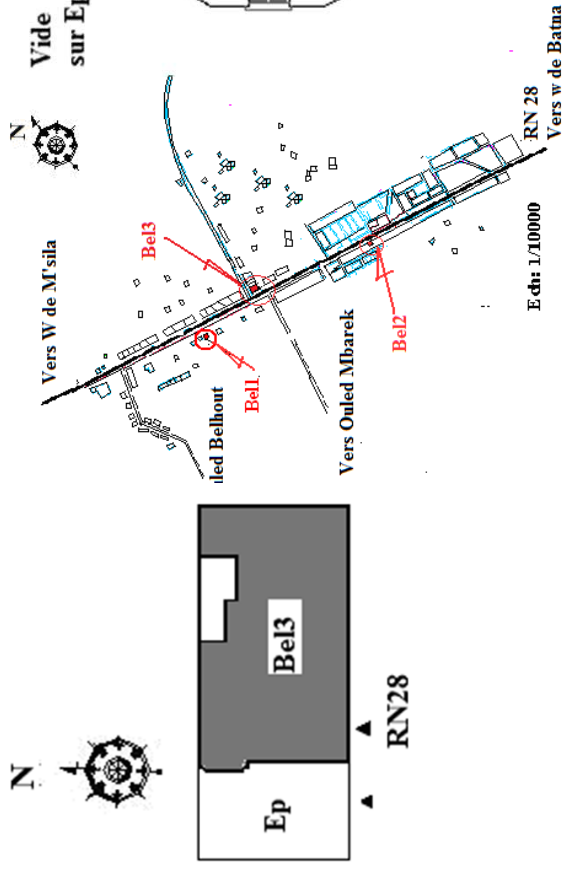 Vide
sur Ep
N
Vers W de M'sila
Bel3
Bel1
led Belhout
Vers Ouled Mbarek
Bel2
RN 28
Vers w de Batna
E ch: 1/10000
N
Bel3
Ep
RN28